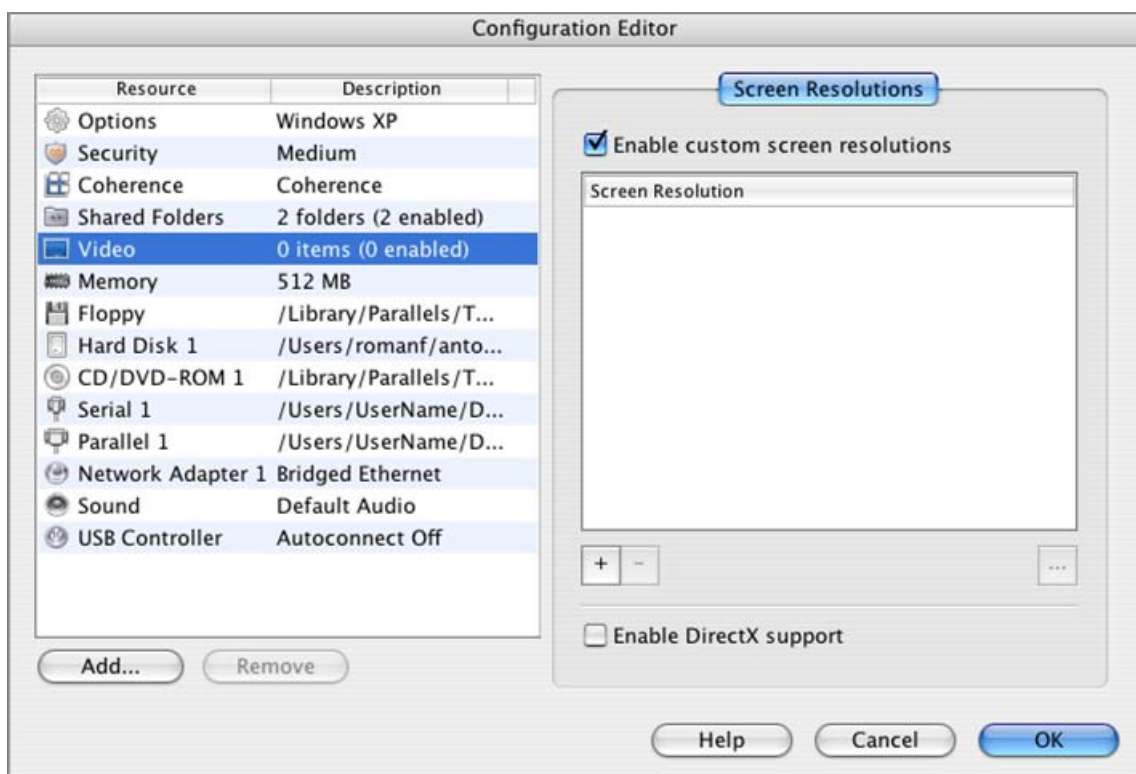 Configuration Editor
Resource Description
Options Windows XP
Security Medium
Coherence Coherence
Shared Folders 2 folders (2 enabled)
Video 0 items (0 enabled)
Memory 512 MB
Floppy /Library/Parallels/T...
Hard Disk 1 /Users/romanf/anto...
CD/DVD-ROM 1 /Library/Parallels/T...
Serial 1 /Users/UserName/D...
Parallel 1 /Users/UserName/D...
Network Adapter 1 Bridged Ethernet
Sound Default Audio
USB Controller Autoconnect Off
Add... Remove
Screen Resolutions
Enable custom screen resolutions
Screen Resolution
+ - ...
Enable DirectX support
Help Cancel OK